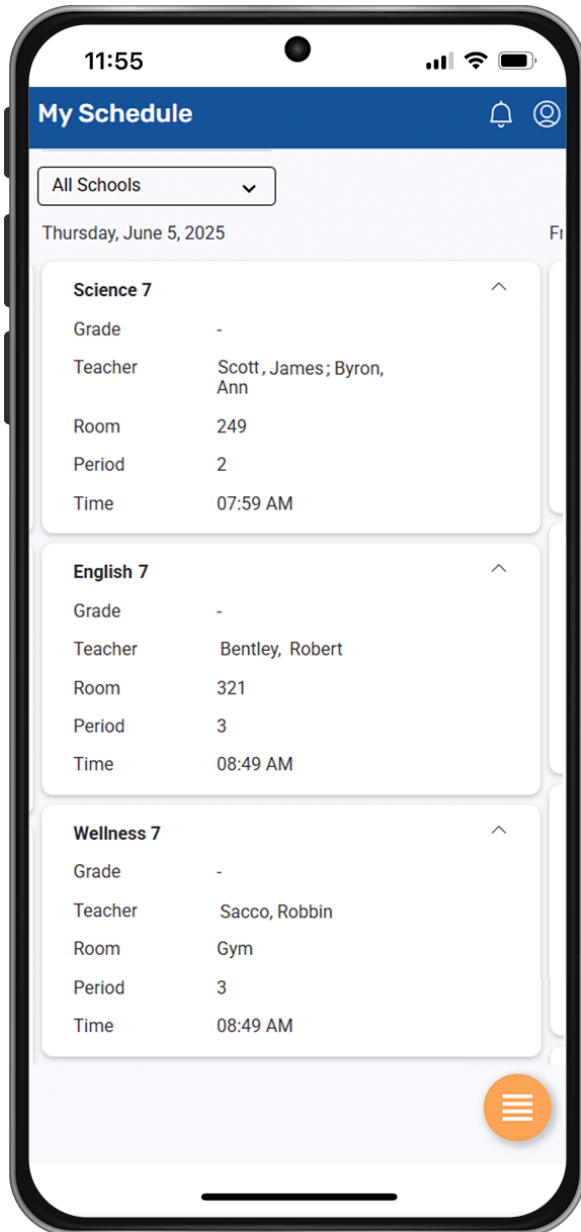 11:55
My Schedule
All Schools
Thursday, June 5, 2025 Fr
Science 7
Grade -
Teacher Scott, James; Byron,
Ann
Room 249
Period 2
Time 07:59 AM
English 7
Grade -
Teacher Bentley, Robert
Room 321
Period 3
Time 08:49 AM
Wellness 7
Grade -
Teacher Sacco, Robbin
Room Gym
Period 3
Time 08:49 AM